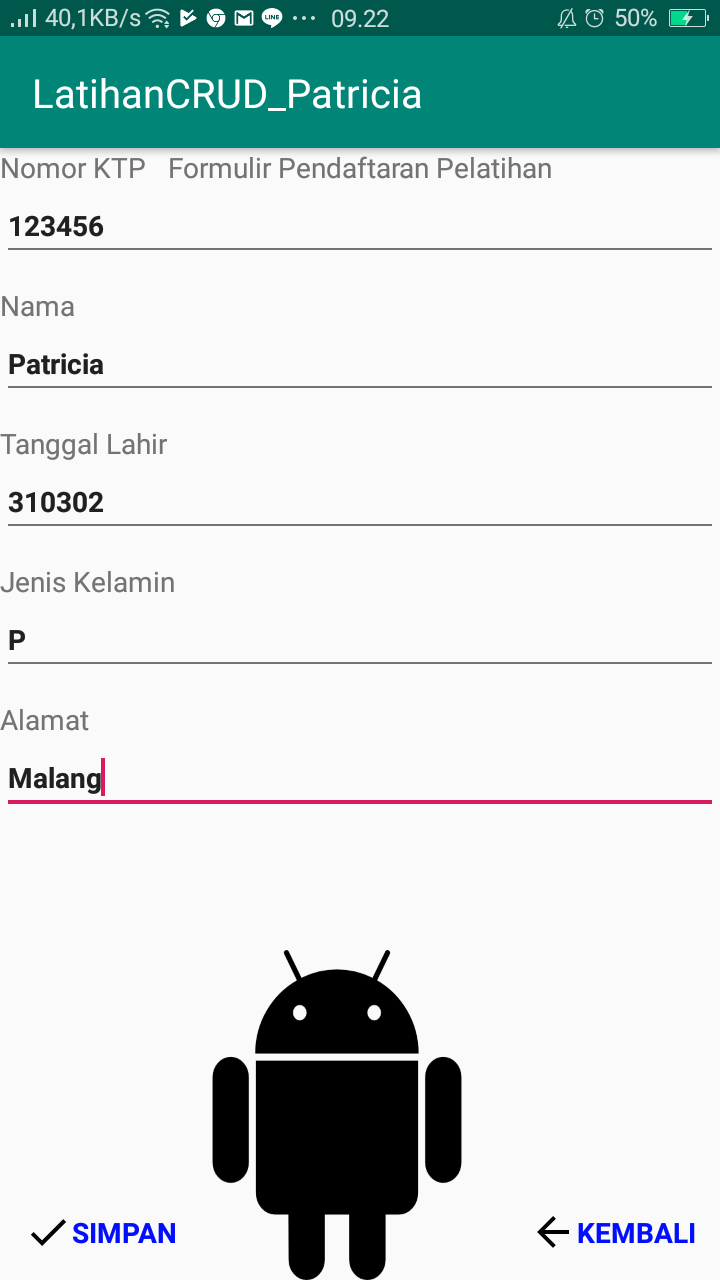 40,1KB/s LINE 09.22 50%
LatihanCRUD_Patricia
Nomor KTP Formulir Pendaftaran Pelatihan
123456
Nama
Patricia
Tanggal Lahir
310302
Jenis Kelamin
P
Alamat
Malang
SIMPAN KEMBALI